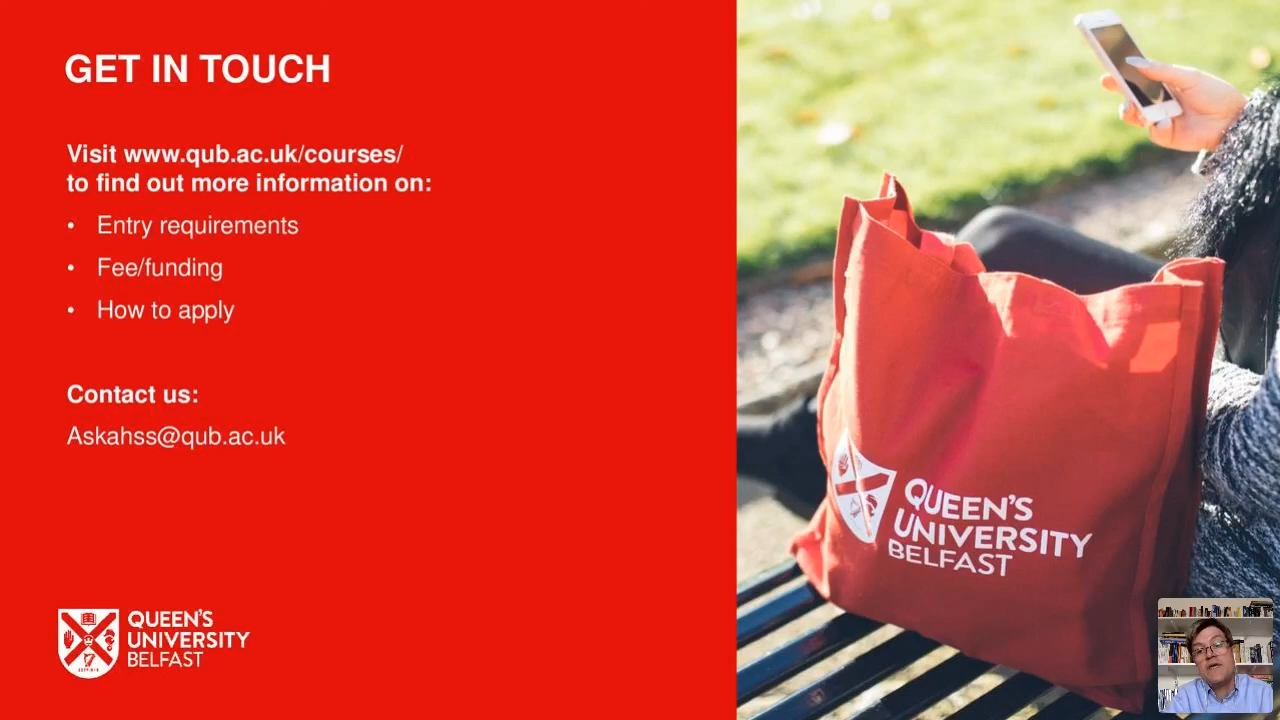 GET IN TOUCH
Visit www.qub.ac.uk/courses/
to find out more information on:
• Entry requirements
• Fee/funding
• How to apply
Contact us:
Askahss@qub.ac.uk
QUEEN'S
UNIVERSITY
BELFAST
QUEEN'S
UNIVERSITY
BELFAST